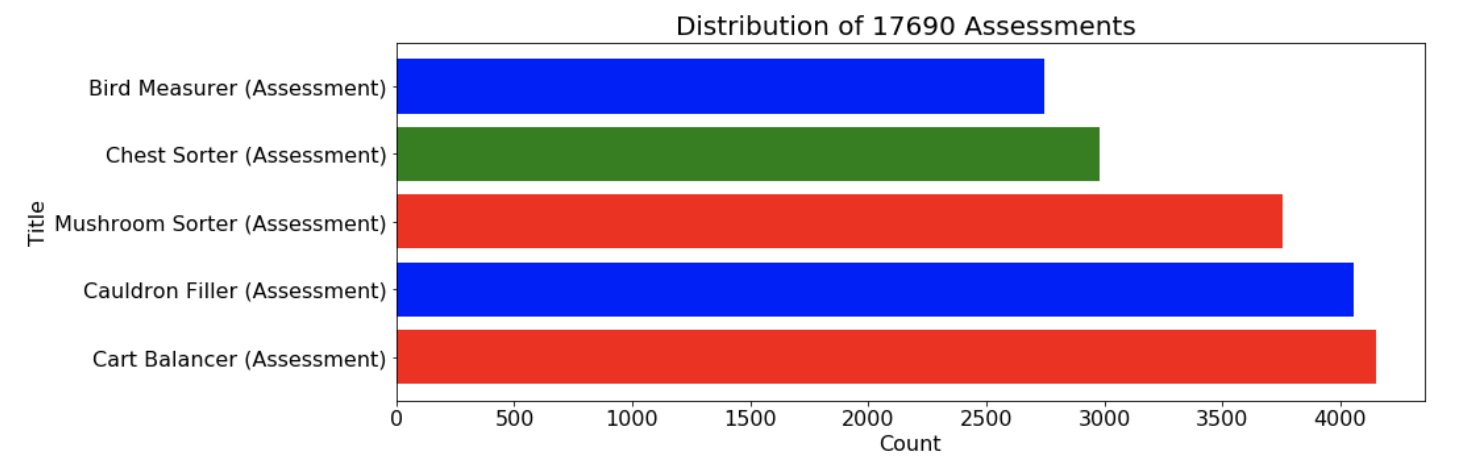 Distribution of 17690 Assessments
Title
Bird Measurer (Assessment)
Chest Sorter (Assessment)
Mushroom Sorter (Assessment)
Cauldron Filler (Assessment)
Cart Balancer (Assessment)
0 500 1000 1500 2000 2500 3000 3500 4000
Count